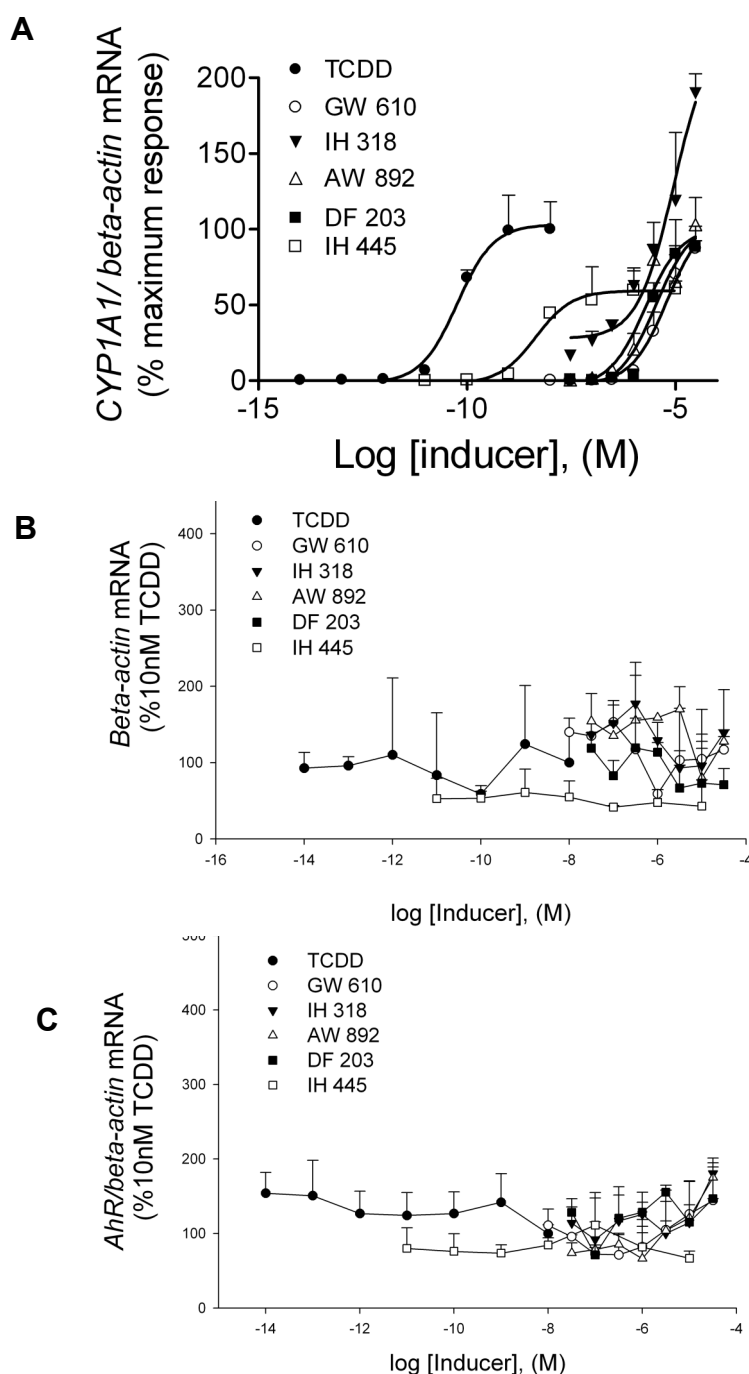 A
CYP1A1/ beta-actin mRNA
(% maximum response)
TCDD
GW 610
IH 318
AW 892
DF 203
IH 445
200
150
100
50
0
-15
-10
-5
Log [inducer], (M)
B
Beta-actin mRNA
(%10nM TCDD)
TCDD
GW 610
IH 318
AW 892
DF 203
IH 445
400
300
200
100
0
-16
-14
-12
-10
-8
-6
-4
log [Inducer], (M)
C
AhR/beta-actin mRNA
(%10nM TCDD)
500
TCDD
GW 610
IH 318
AW 892
DF 203
IH 445
400
300
200
100
0
-14
-12
-10
-8
-6
-4
log [Inducer], (M)